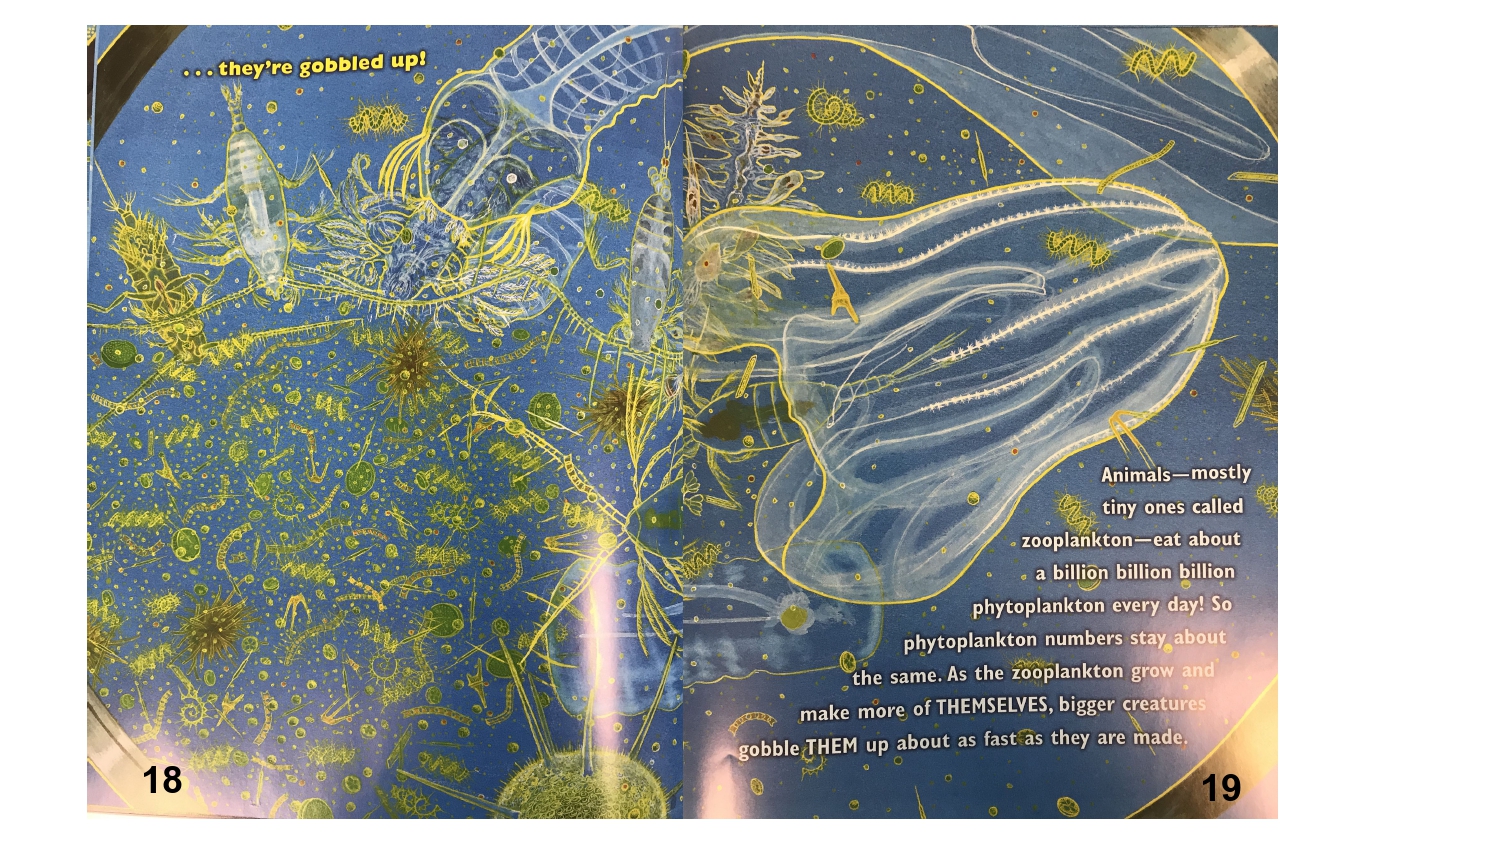 . . . they're gobbled up!
Animals—mostly
tiny ones called
zooplankton—eat about
a billion billion billion
phytoplankton every day! So
phytoplankton numbers stay about
the same. As the zooplankton grow and
make more of THEMSELVES, bigger creatures
gobble THEM up about as fast as they are made.
18
19